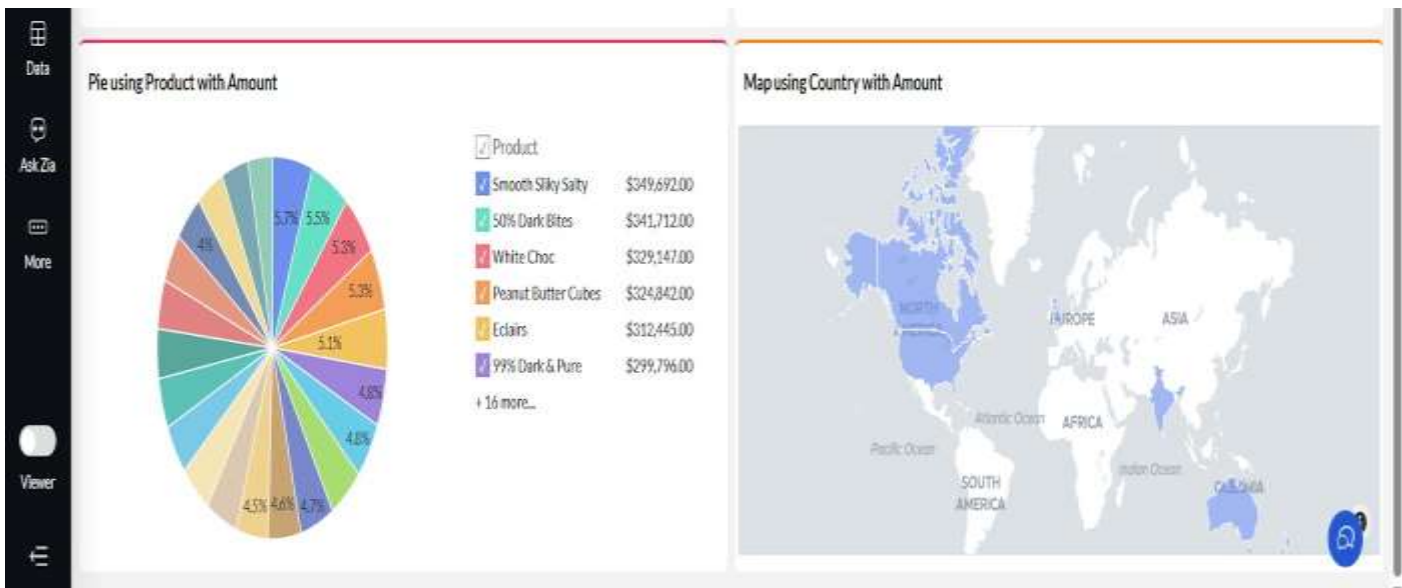 Data
Ask Zia
More
Viewer
Pie using Product with Amount
5.7%
5.5%
5.3%
5.3%
5.1%
4.8%
4.8%
4.7%
4.6%
4.5%
4%
Product
Smooth Sliky Salty $349,692.00
50% Dark Bites $341,712.00
White Choc $329,147.00
Peanut Butter Cubes $324,842.00
Eclairs $312,445.00
99% Dark & Pure $299,796.00
+ 16 more...
Map using Country with Amount
NORTH
EUROPE
ASIA
Atlantic Ocean
AFRICA
Pacific Ocean
Indian Ocean
SOUTH
AMERICA